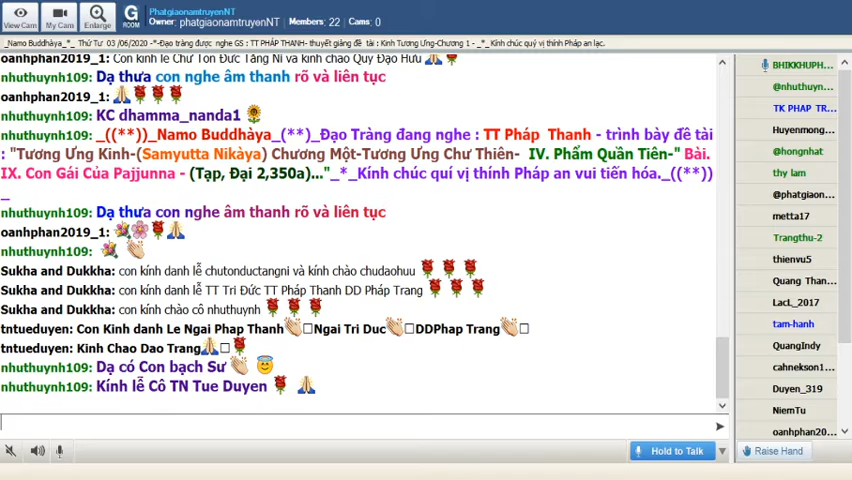 View Cam
My Cam
Enlarge
G
ROOM
PhatgiaonamtruyenNT
Owner: phatgiaonamtruyenNT Members: 22 Cams: 0
_Namo Buddhàya_*_ Thứ Tư 03 /06/2020 -*-Đạo tràng được nghe GS : TT PHÁP THANH- thuyết giảng đề tài : Kinh Tương Ưng-Chương 1 - _*_Kính chúc quý vị thính Pháp an lạc.
oanhphan2019_1: Con kính lễ Chư Tôn Đức Tăng Ni và kính chào Quý Đạo Hưu
nhuthuynh109: Dạ thưa con nghe âm thanh rõ và liên tục
oanhphan2019_1:
nhuthuynh109: KC dhamma_nanda1
nhuthuynh109: _((**))_Namo Buddhàya_(**)_Đạo Tràng đang nghe : TT Pháp Thanh - trình bày đề tài
: "Tương Ưng Kinh-(Samyutta Nikàya) Chương Một-Tương Ưng Chư Thiên- IV. Phẩm Quần Tiên-" Bài.
IX. Con Gái Của Pajjunna - (Tạp, Đại 2,350a)..."_*_Kính chúc quí vị thính Pháp an vui tiến hóa._((**))
_
nhuthuynh109: Dạ thưa con nghe âm thanh rõ và liên tục
oanhphan2019_1:
nhuthuynh109:
Sukha and Dukkha: con kính danh lễ chutonductangni và kính chào chudaohuu
Sukha and Dukkha: con kính danh lễ TT Tri Đức TT Pháp Thanh DD Pháp Trang
Sukha and Dukkha: con kính chào cô nhuthuynh
tntueduyen: Con Kinh danh Le Ngai Phap Thanh Ngai Tri Duc DDPhap Trang
tntueduyen: Kinh Chao Dao Trang
nhuthuynh109: Dạ có Con bạch Sư
nhuthuynh109: Kính lễ Cô TN Tue Duyen
Hold to Talk
BHIKKHUPH...
@nhuthuyn...
TK PHAP TR...
Huyenmong...
@hongnhat
thy lam
@phatgiaon...
metta17
Trangthu-2
thienvu5
Quang Than...
LacL_2017
tam-hanh
QuangIndy
cahnekson1...
Duyen_319
NiemTu
oanhphan20...
Raise Hand